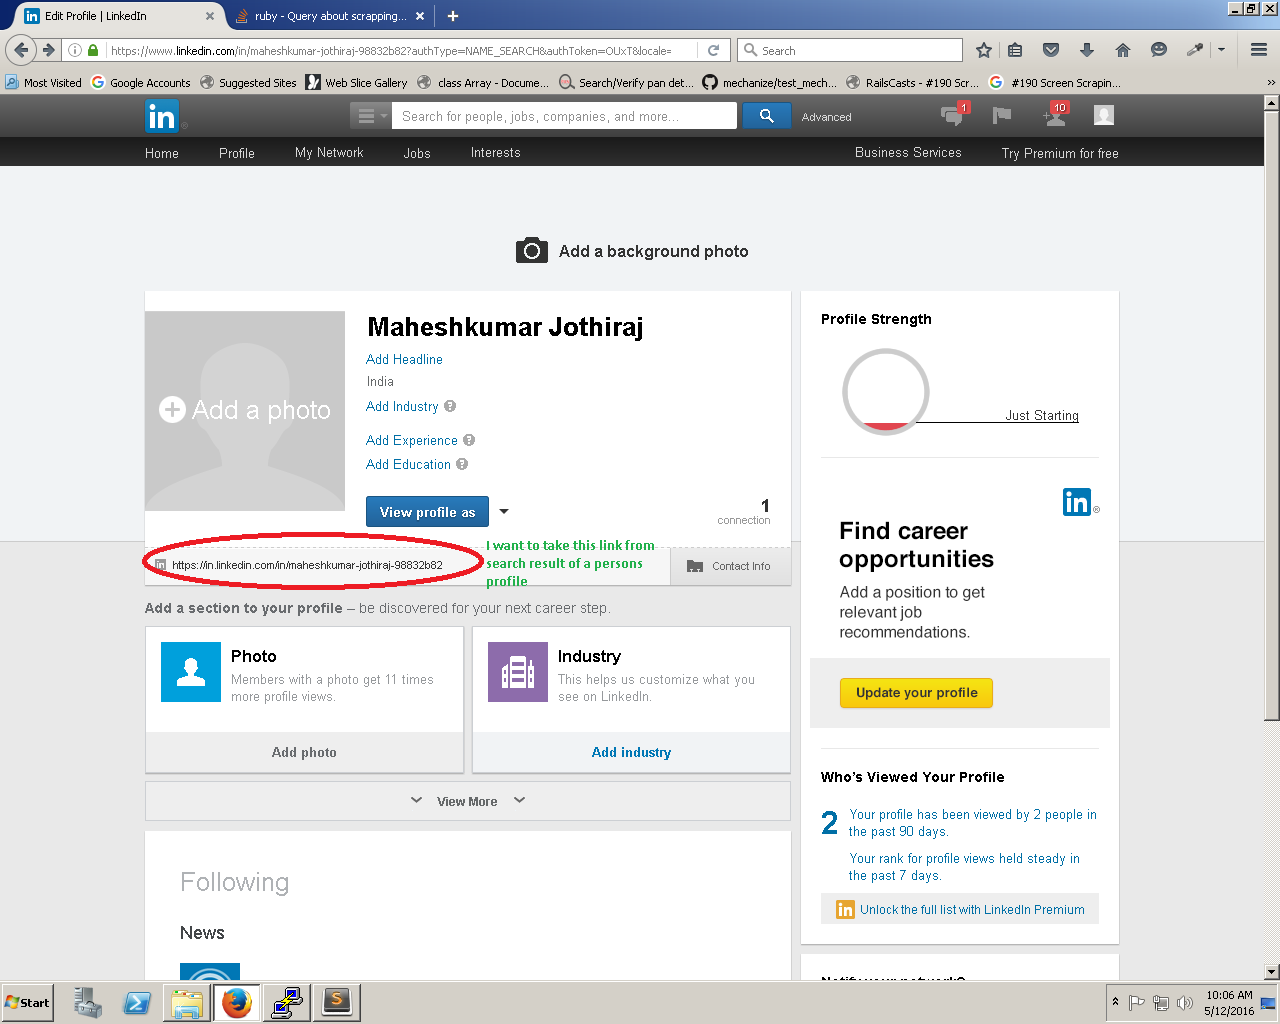 Edit Profile | LinkedIn
ruby - Query about scrapping...
https://www.linkedin.com/in/maheshkumar-jothiraj-98832b82?authType=NAME_SEARCH&authToken=OUxT&locale=
Search
Most Visited
Google Accounts
Suggested Sites
Web Slice Gallery
class Array - Docume...
Search/Verify pan det...
mechanize/test_mech...
RailsCasts - #190 Scr...
#190 Screen Scrapin...
in
Search for people, jobs, companies, and more...
Advanced
1
10
Home
Profile
My Network
Jobs
Interests
Business Services
Try Premium for free
Add a background photo
Add a photo
Maheshkumar Jothiraj
Add Headline
India
Add Industry
Add Experience
Add Education
View profile as
1
connection
https://in.linkedin.com/in/maheshkumar-jothiraj-98832b82
I want to take this link from
search result of a persons
profile
Contact Info
Add a section to your profile – be discovered for your next career step.
Photo
Members with a photo get 11 times
more profile views.
Add photo
Industry
This helps us customize what you
see on LinkedIn.
Add industry
View More
Following
News
Profile Strength
Just Starting
in
Find career
opportunities
Add a position to get
relevant job
recommendations.
Update your profile
Who's Viewed Your Profile
2
Your profile has been viewed by 2 people in
the past 90 days.
Your rank for profile views held steady in
the past 7 days.
in
Unlock the full list with LinkedIn Premium
Notify your network?
Start
10:06 AM
5/12/2016